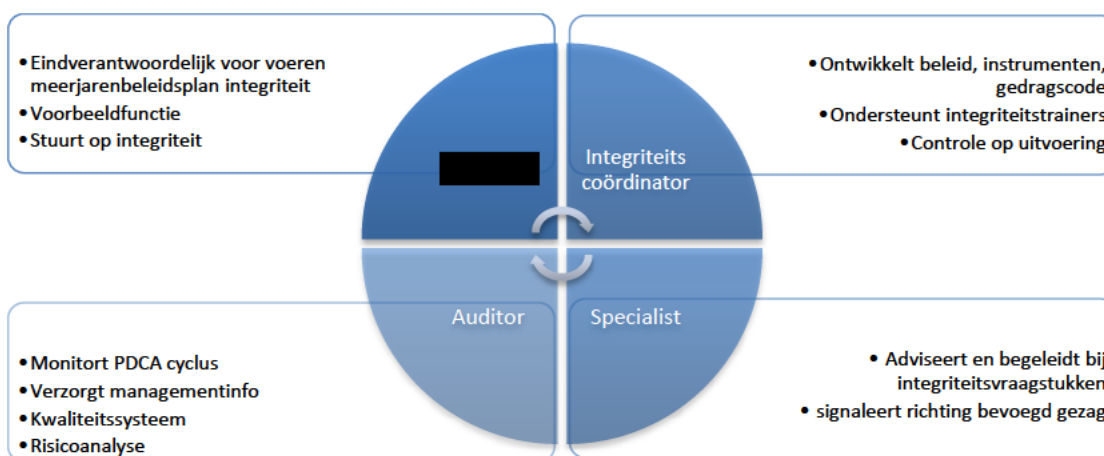 •Eindverantwoordelijk voor voeren
meerjarenbeleidsplan integriteit
•Voorbeeldfunctie
•Stuurt op integriteit
•Ontwikkelt beleid, instrumenten,
gedragscode
•Ondersteunt integriteitstrainers
•Controle op uitvoering
Integriteits
coördinator
Auditor
Specialist
•Monitort PDCA cyclus
•Verzorgt managementinfo
•Kwaliteitssysteem
•Risicoanalyse
• Adviseert en begeleidt bij
integriteitsvraagstukken
• signaleert richting bevoegd gezag